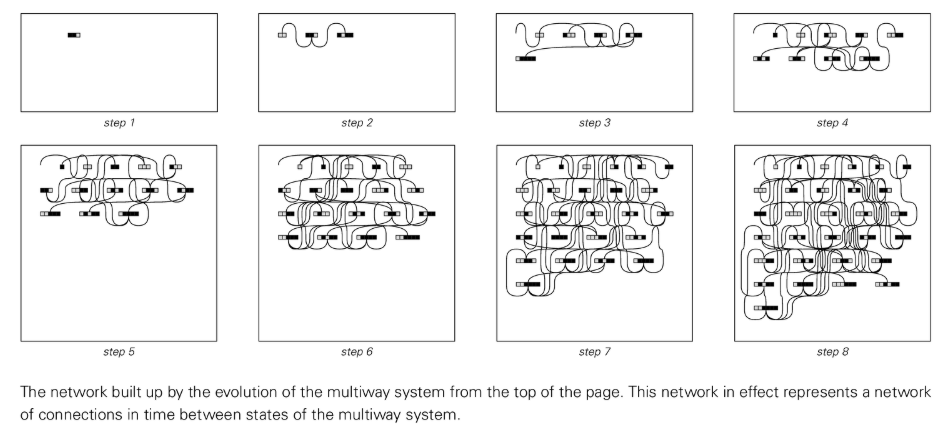 step 1
step 2
step 3
step 4
step 5
step 6
step 7
step 8
The network built up by the evolution of the multiway system from the top of the page. This network in effect represents a network
of connections in time between states of the multiway system.